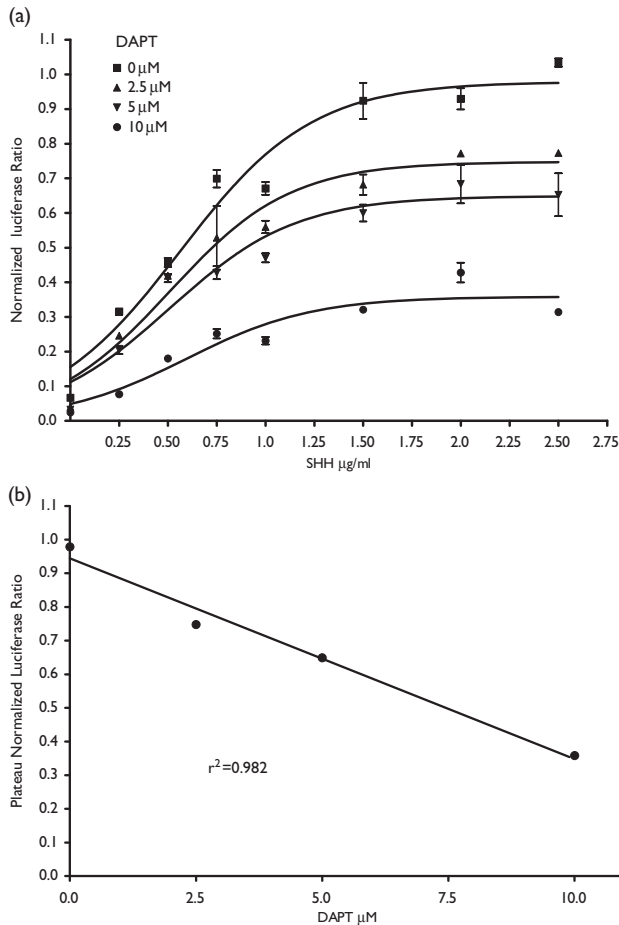 (a)
1.1
1.0
0.9
0.8
0.7
0.6
0.5
0.4
0.3
0.2
0.1
0.0
Normalized luciferase Ratio
DAPT
0 μM
2.5 μM
5 μM
10 μM
0.25 0.50 0.75 1.0 1.25 1.50 1.75 2.0 2.25 2.50 2.75
SHH μg/ml
(b)
1.1
1.0
0.9
0.8
0.7
0.6
0.5
0.4
0.3
0.2
0.1
0.0
Plateau Normalized Luciferase Ratio
r²=0.982
0.0 2.5 5.0 7.5 10.0
DAPT μM